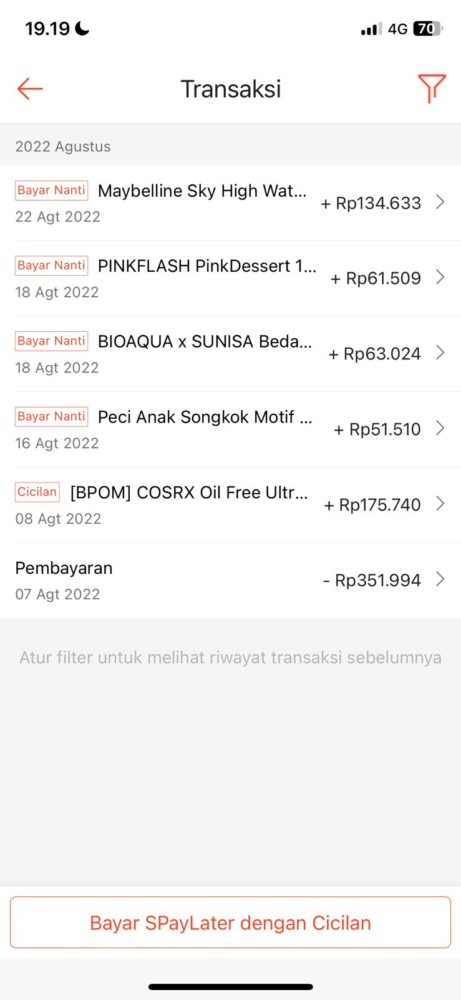 19.19
4G 70
Transaksi
2022 Agustus
Bayar Nanti Maybelline Sky High Wat...
+ Rp134.633
22 Agt 2022
Bayar Nanti PINKFLASH PinkDessert 1...
+ Rp61.509
18 Agt 2022
Bayar Nanti BIOAQUA x SUNISA Beda...
+ Rp63.024
18 Agt 2022
Bayar Nanti Peci Anak Songkok Motif ...
+ Rp51.510
16 Agt 2022
Cicilan [BPOM] COSRX Oil Free Ultr...
+ Rp175.740
08 Agt 2022
Pembayaran
- Rp351.994
07 Agt 2022
Atur filter untuk melihat riwayat transaksi sebelumnya
Bayar SPayLater dengan Cicilan